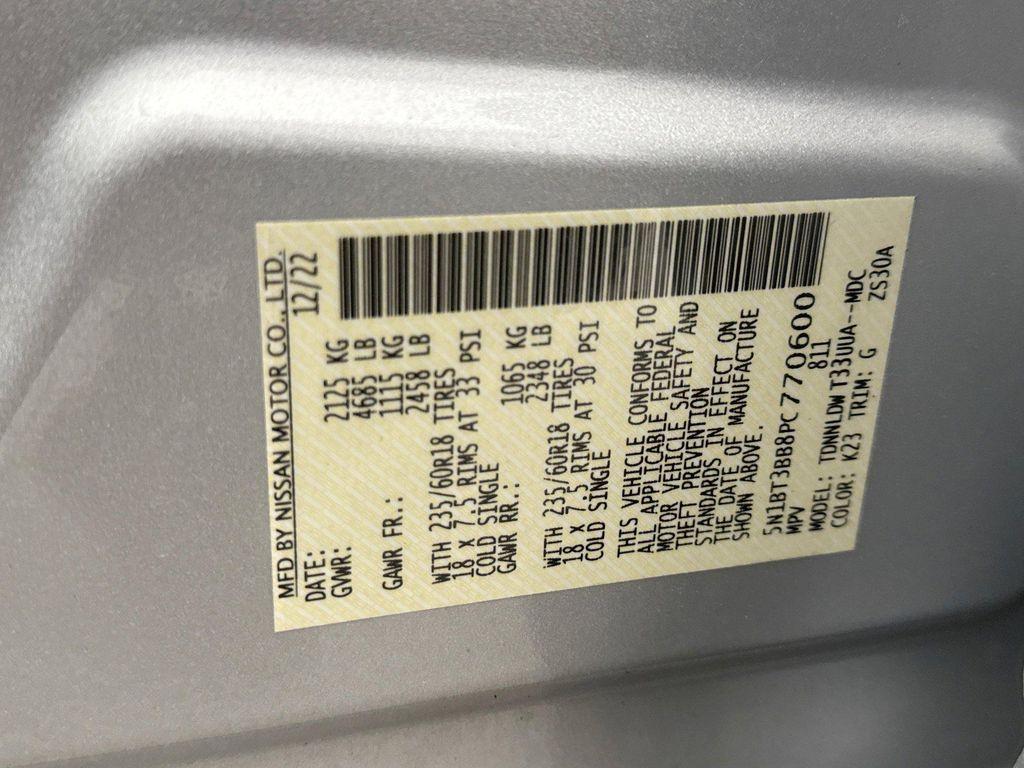 MFD BY NISSAN MOTOR CO., LTD.
DATE: 12/22
GVWR: 2125 KG
4685 LB
GAWR FR.: 1115 KG
2458 LB
WITH 235/60R18 TIRES
18 X 7.5 RIMS AT 33 PSI
COLD SINGLE
GAWR RR.: 1065 KG
2348 LB
WITH 235/60R18 TIRES
18 X 7.5 RIMS AT 30 PSI
COLD SINGLE
THIS VEHICLE CONFORMS TO
ALL APPLICABLE FEDERAL
MOTOR VEHICLE SAFETY AND
THEFT PREVENTION
STANDARDS IN EFFECT ON
THE DATE OF MANUFACTURE
SHOWN ABOVE.
5N1BT3BB8PC770600
MPV 811
MODEL: TDNNLDWT33UUA--MDC
COLOR: K23 TRIM: G ZS30A